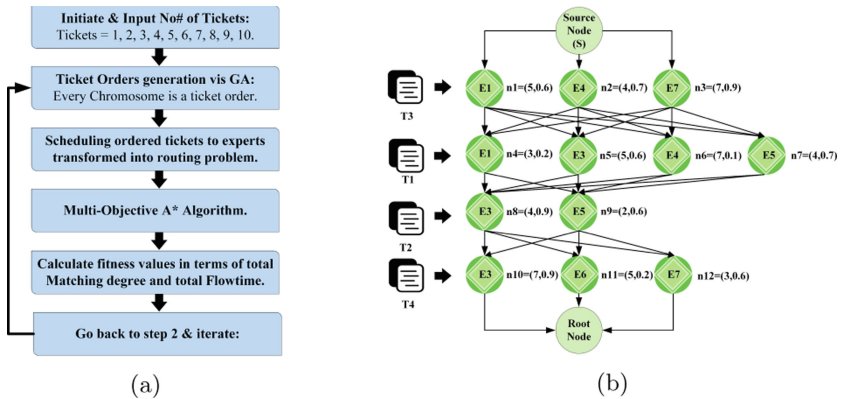 Initiate & Input No# of Tickets:
Tickets = 1, 2, 3, 4, 5, 6, 7, 8, 9, 10.
Ticket Orders generation vis GA:
Every Chromosome is a ticket order.
Scheduling ordered tickets to experts
transformed into routing problem.
Multi-Objective A* Algorithm.
Calculate fitness values in terms of total
Matching degree and total Flowtime.
Go back to step 2 & iterate:
(a)
Source
Node
(S)
T3
E1 n1=(5,0.6) E4 n2=(4,0.7) E7 n3=(7,0.9)
T1
E1 n4=(3,0.2) E3 n5=(5,0.6) E4 n6=(7,0.1) E5 n7=(4,0.7)
T2
E3 n8=(4,0.9) E5 n9=(2,0.6)
T4
E3 n10=(7,0.9) E6 n11=(5,0.2) E7 n12=(3,0.6)
Root
Node
(b)